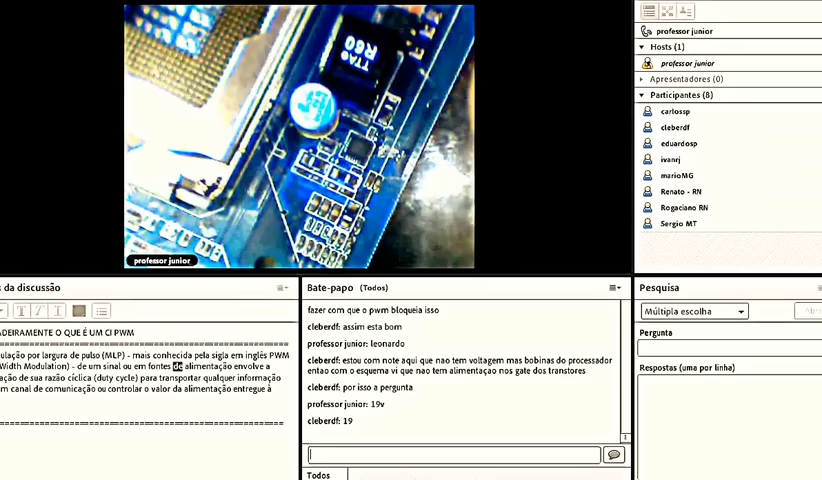 R60
professor junior
professor junior
Hosts (1)
professor junior
Apresentadores (0)
Participantes (8)
carlossp
cleberdf
eduardosp
ivanrj
marioMG
Renato - RN
Rogaciano RN
Sergio MT
s da discussão
ADEIRAMENTE O QUE É UM CI PWM
=====================================================
ulação por largura de pulso (MLP) - mais conhecida pela sigla em inglés PWM
Width Modulation) - de um sinal ou em fontes de alimentação envolve a
ação de sua razão cíclica (duty cycle) para transportar qualquer informação
um canal de comunicação ou controlar o valor da alimentação entregue à
=====================================================
Bate-papo (Todos)
fazer com que o pwm bloqueia isso
cleberdf: assim esta bom
professor junior: leonardo
cleberdf: estou com note aqui que nao tem voltagem mas bobinas do processador
entao com o esquema vi que nao tem alimentaçao nos gate dos transtores
cleberdf: por isso a pergunta
professor junior: 19v
cleberdf: 19
Todos
Pesquisa
Múltipla escolha
Pergunta
Respostas (uma por linha)